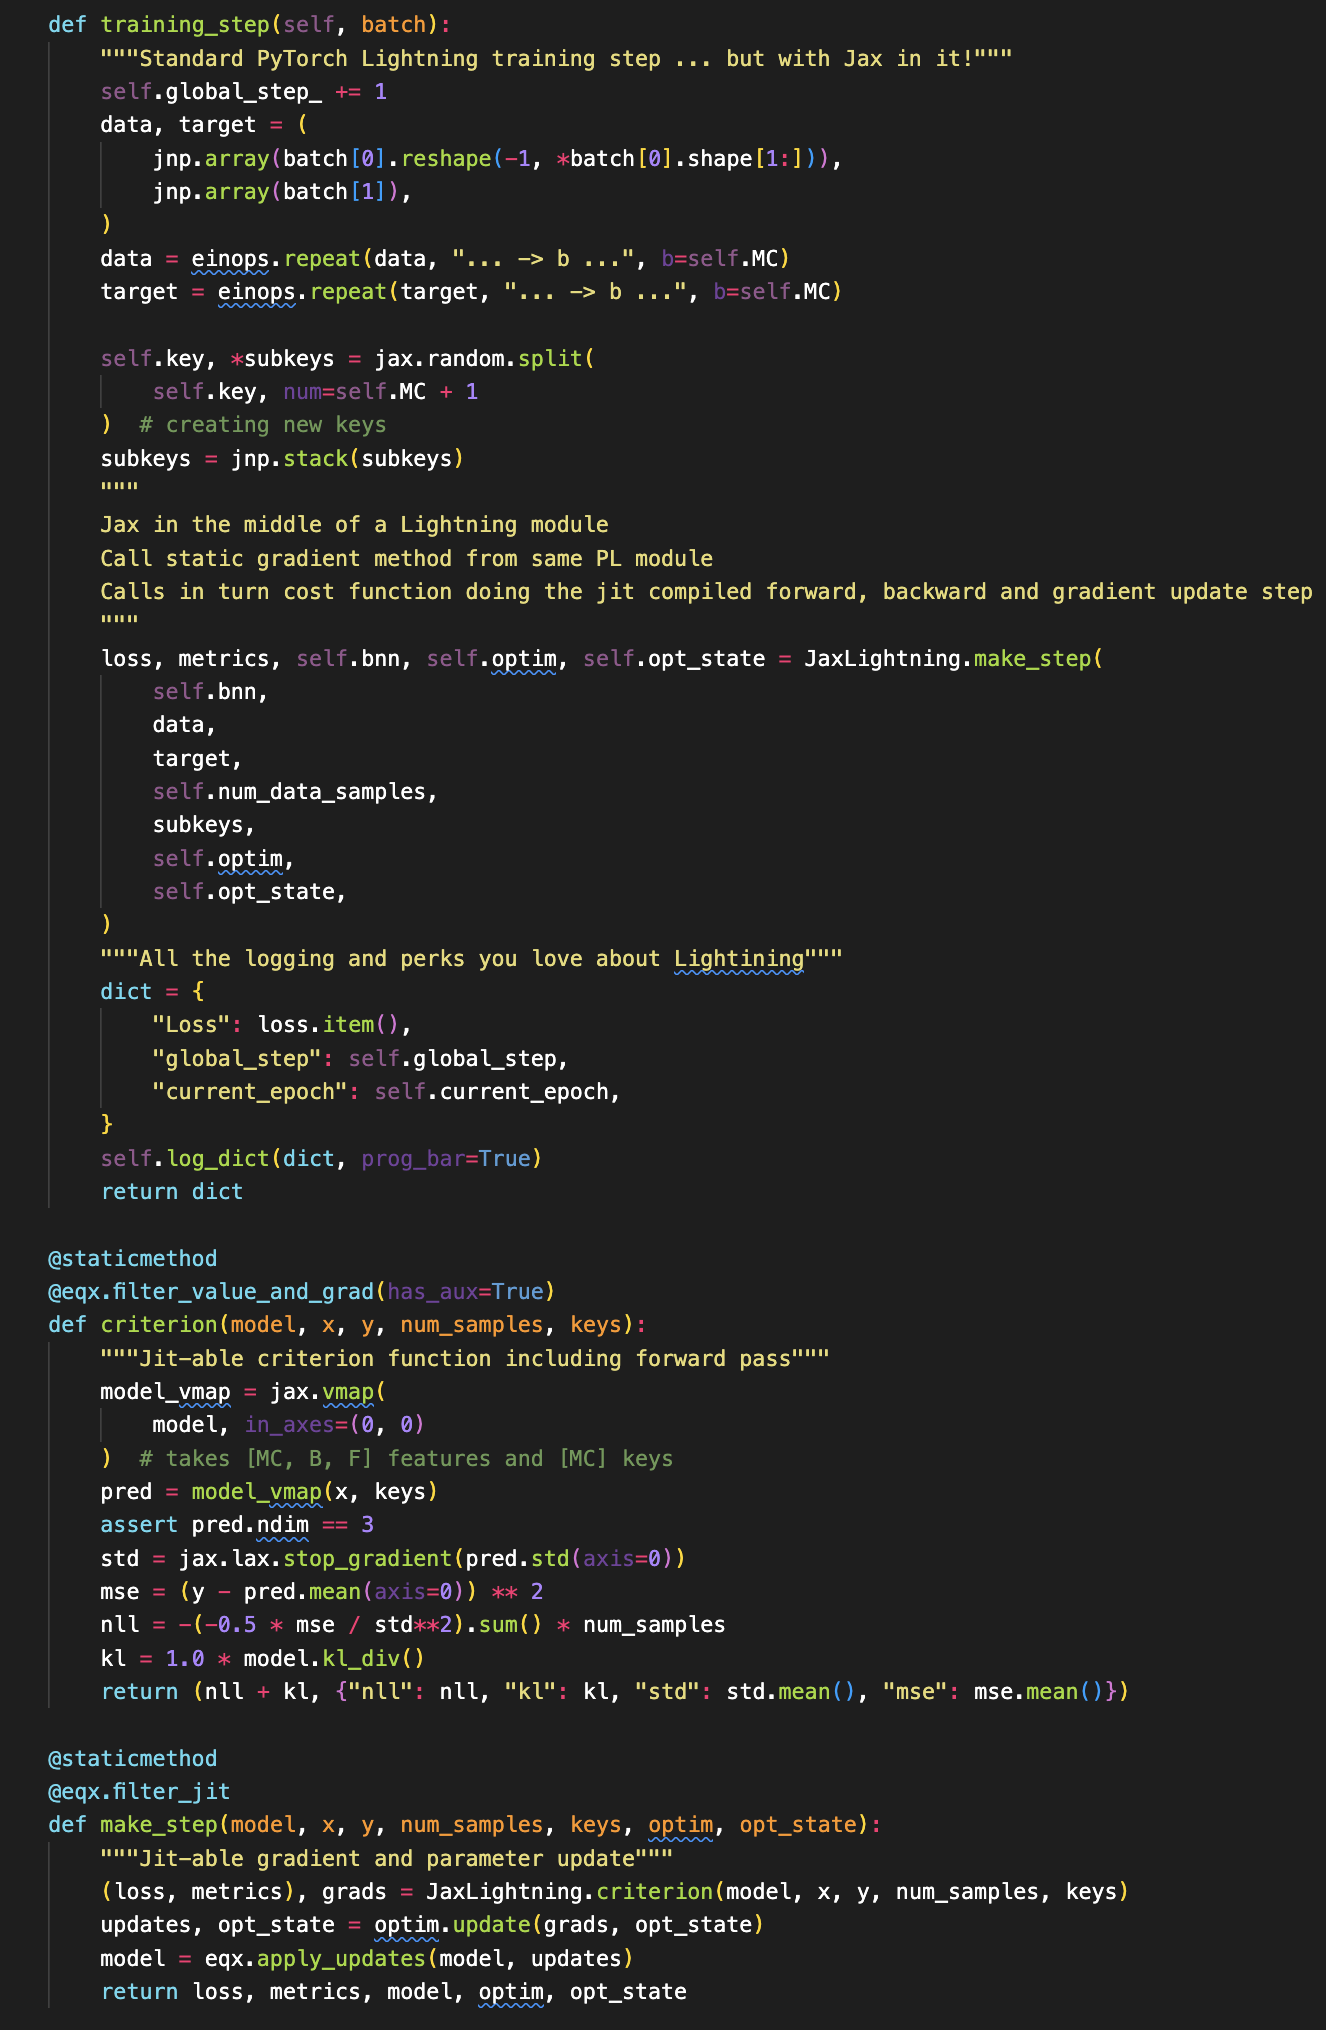 def training_step(self, batch):
    """Standard PyTorch Lightning training step ... but with Jax in it!"""
    self.global_step_ += 1
    data, target = (
        jnp.array(batch[0].reshape(-1, *batch[0].shape[1:])),
        jnp.array(batch[1]),
    )
    data = einops.repeat(data, "... -> b ...", b=self.MC)
    target = einops.repeat(target, "... -> b ...", b=self.MC)

    self.key, *subkeys = jax.random.split(
        self.key, num=self.MC + 1
    )  # creating new keys
    subkeys = jnp.stack(subkeys)
    """
    Jax in the middle of a Lightning module
    Call static gradient method from same PL module
    Calls in turn cost function doing the jit compiled forward, backward and gradient update step
    """
    loss, metrics, self.bnn, self.optim, self.opt_state = JaxLightning.make_step(
        self.bnn,
        data,
        target,
        self.num_data_samples,
        subkeys,
        self.optim,
        self.opt_state,
    )
    """All the logging and perks you love about Lightining"""
    dict = {
        "Loss": loss.item(),
        "global_step": self.global_step,
        "current_epoch": self.current_epoch,
    }
    self.log_dict(dict, prog_bar=True)
    return dict

@staticmethod
@eqx.filter_value_and_grad(has_aux=True)
def criterion(model, x, y, num_samples, keys):
    """Jit-able criterion function including forward pass"""
    model_vmap = jax.vmap(
        model, in_axes=(0, 0)
    )  # takes [MC, B, F] features and [MC] keys
    pred = model_vmap(x, keys)
    assert pred.ndim == 3
    std = jax.lax.stop_gradient(pred.std(axis=0))
    mse = (y - pred.mean(axis=0)) ** 2
    nll = -(-0.5 * mse / std**2).sum() * num_samples
    kl = 1.0 * model.kl_div()
    return (nll + kl, {"nll": nll, "kl": kl, "std": std.mean(), "mse": mse.mean()})

@staticmethod
@eqx.filter_jit
def make_step(model, x, y, num_samples, keys, optim, opt_state):
    """Jit-able gradient and parameter update"""
    (loss, metrics), grads = JaxLightning.criterion(model, x, y, num_samples, keys)
    updates, opt_state = optim.update(grads, opt_state)
    model = eqx.apply_updates(model, updates)
    return loss, metrics, model, optim, opt_state